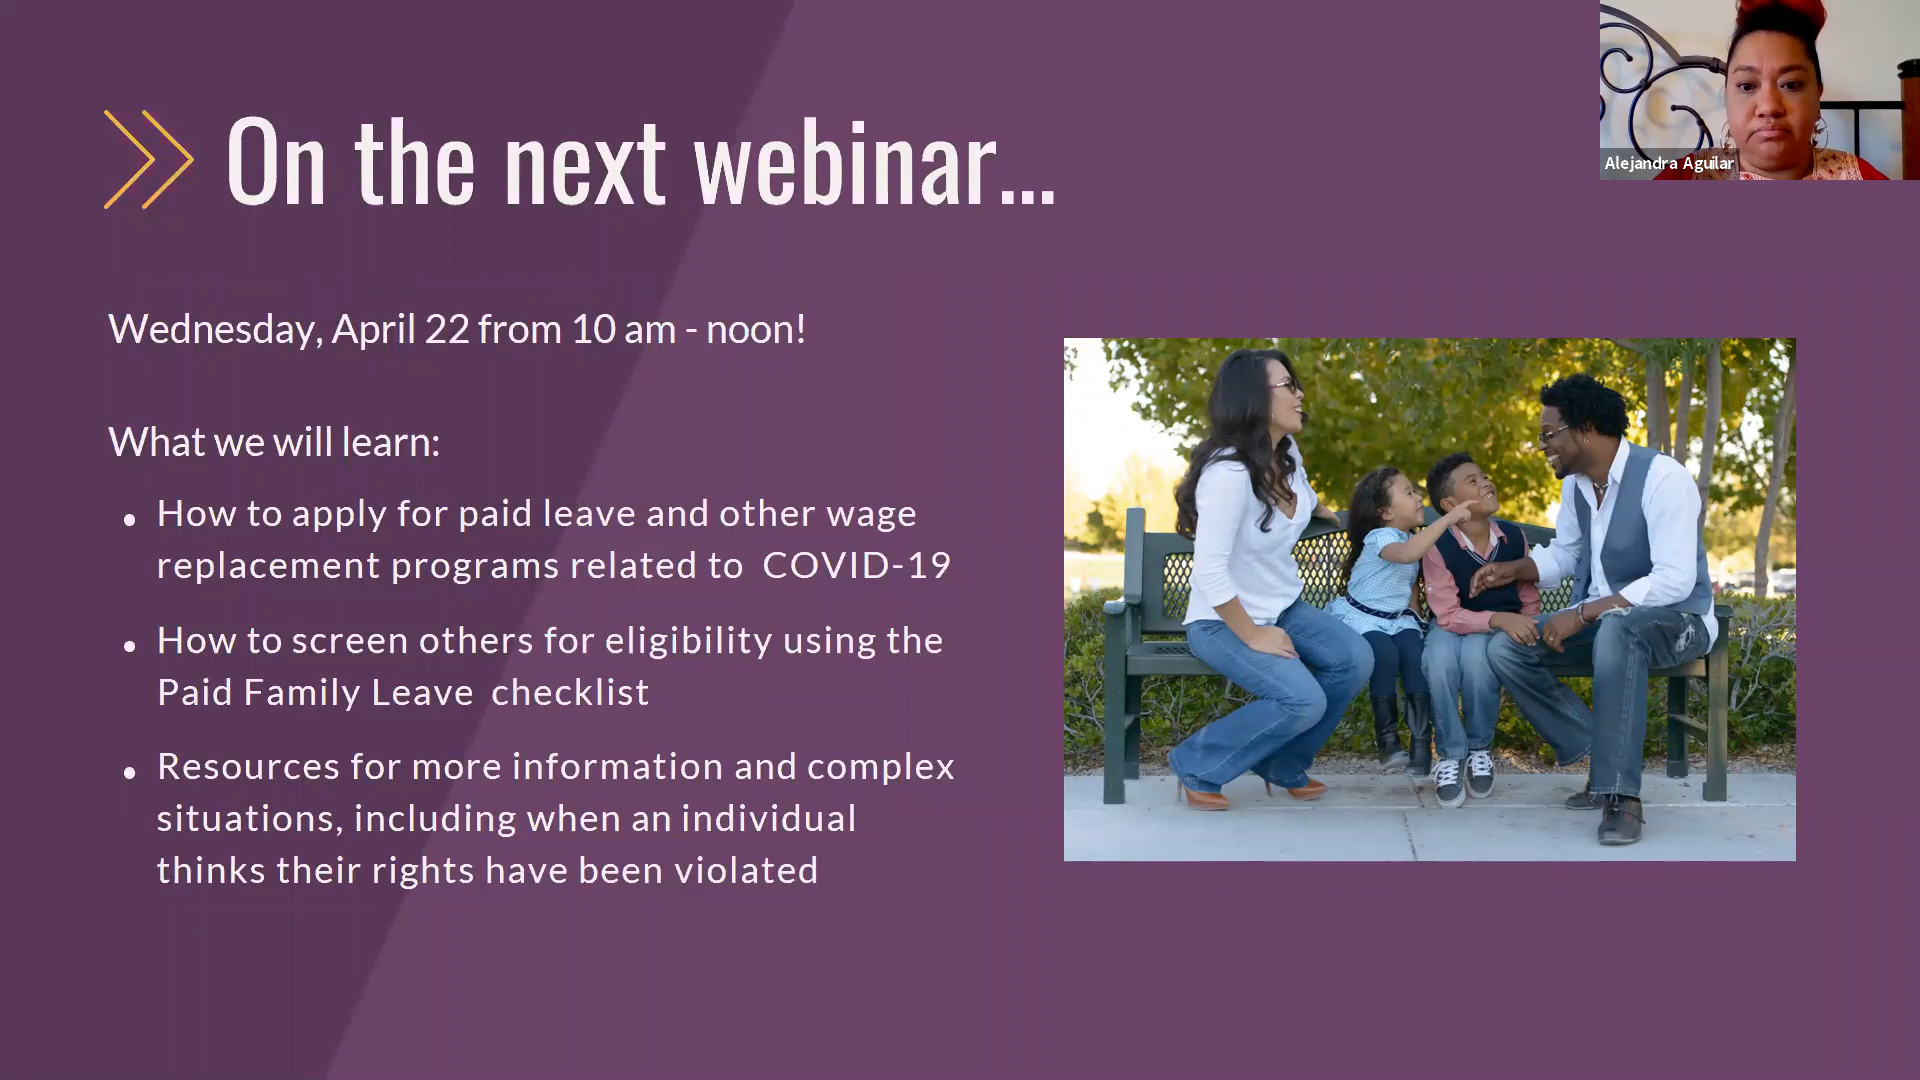 On the next webinar...
Alejandra Aguilar
Wednesday, April 22 from 10 am - noon!
What we will learn:
• How to apply for paid leave and other wage
replacement programs related to COVID-19
• How to screen others for eligibility using the
Paid Family Leave checklist
• Resources for more information and complex
situations, including when an individual
thinks their rights have been violated